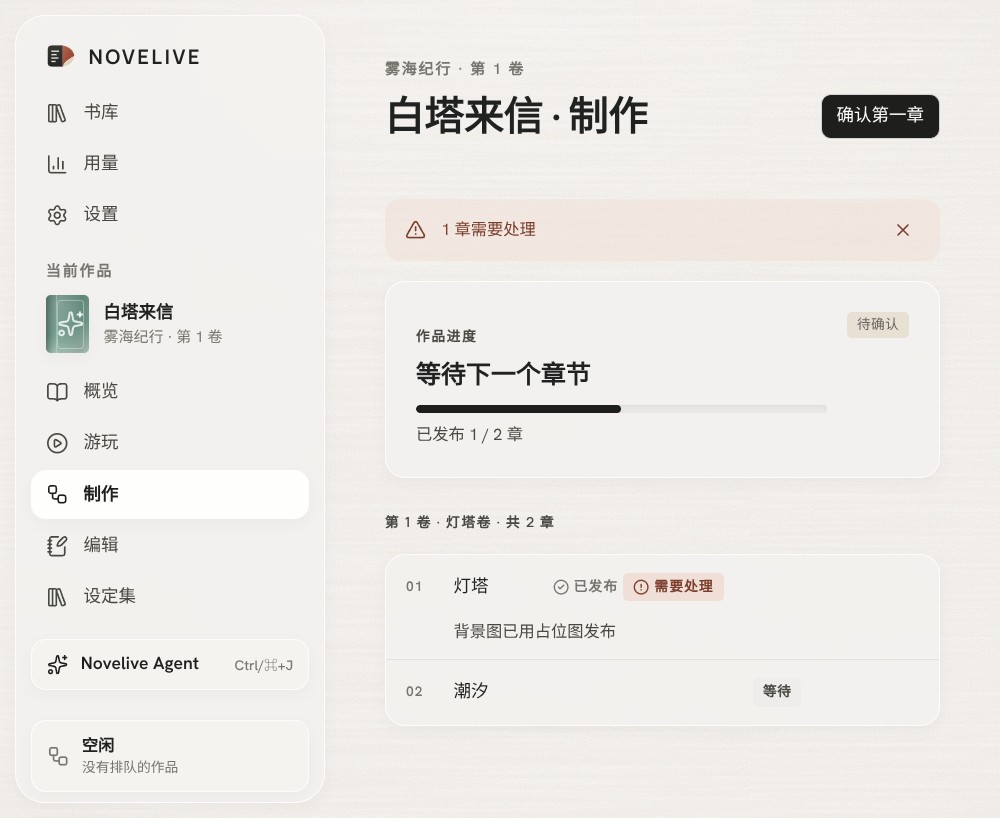 NOVELIVE
书库
用量
设置
当前作品
白塔来信
雾海纪行 · 第 1 卷
概览
游玩
制作
编辑
设定集
Novelive Agent
Ctrl/⌘+J
空闲
没有排队的作品
雾海纪行 · 第 1 卷
白塔来信 · 制作
确认第一章
1 章需要处理
作品进度
待确认
等待下一个章节
已发布 1 / 2 章
第 1 卷 · 灯塔卷 · 共 2 章
01 灯塔 已发布 需要处理
背景图已用占位图发布
02 潮汐 等待